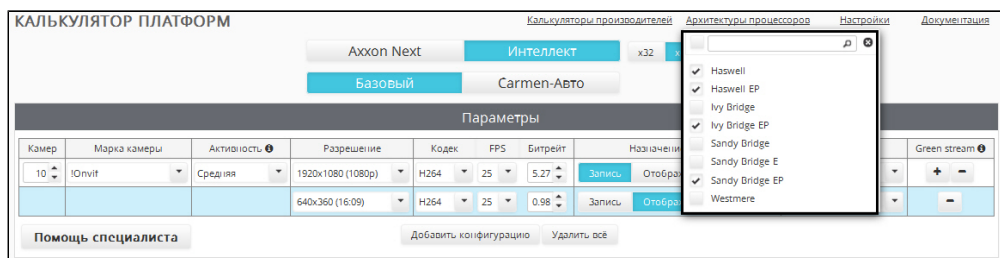 КАЛЬКУЛЯТОР ПЛАТФОРМ
Калькуляторы производителей Архитектуры процессоров Настройки Документация
Axxon Next Интеллект x32
Базовый Carmen-Авто
Haswell
Haswell EP
Ivy Bridge
Ivy Bridge EP
Sandy Bridge
Sandy Bridge E
Sandy Bridge EP
Westmere
Параметры
Камер Марка камеры Активность Разрешение Кодек FPS Битрейт Назначени Green stream
10 !Onvif Средняя 1920x1080 (1080p) H264 25 5.27 Запись Отображ + −
640x360 (16:09) H264 25 0.98 Запись Отобра −
Помощь специалиста Добавить конфигурацию Удалить всё